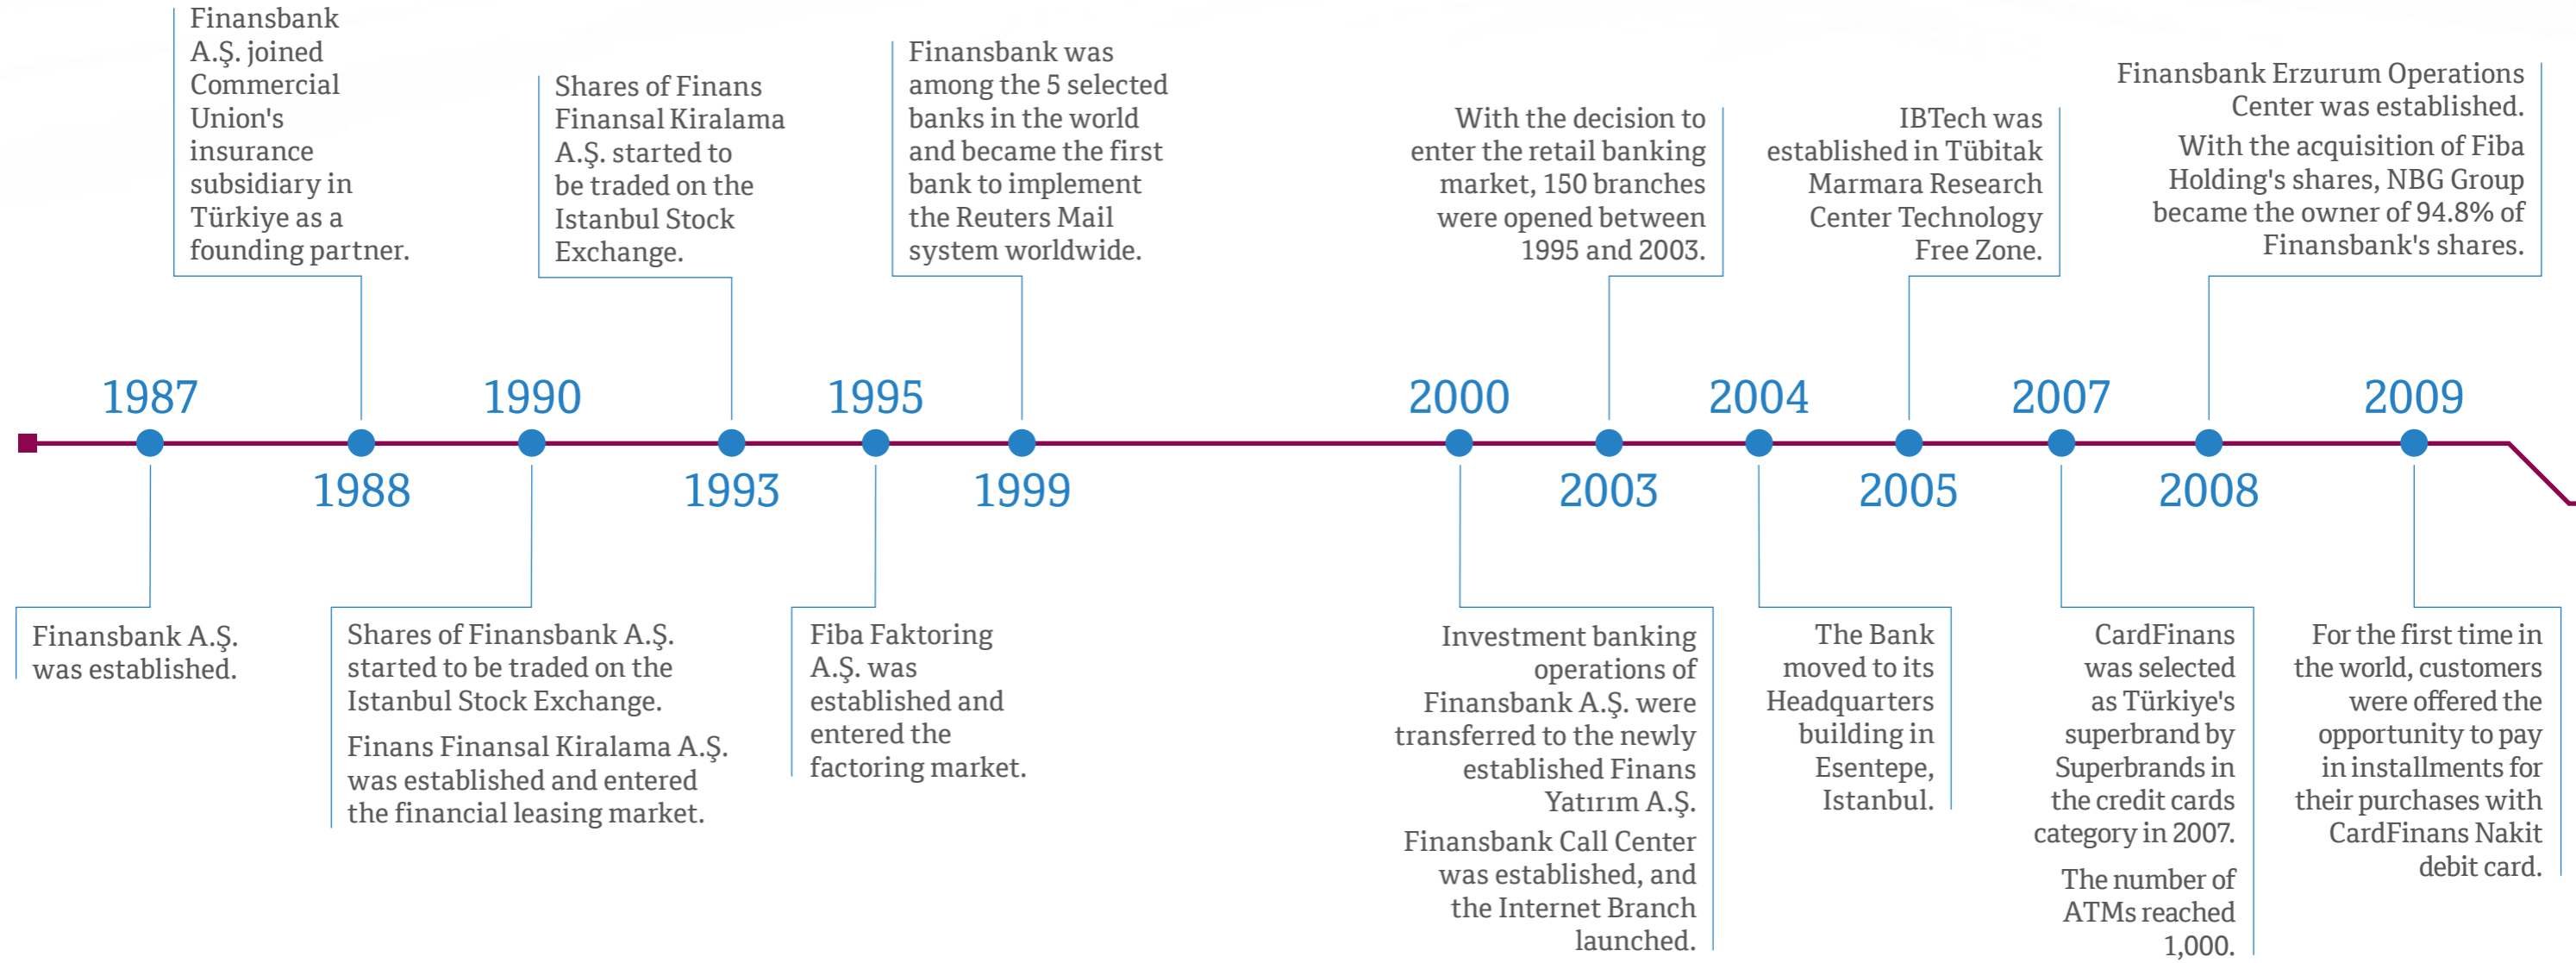 Finansbank
A.Ş. joined
Commercial
Union's
insurance
subsidiary in
Türkiye as a
founding partner.
Shares of Finans
Finansal Kiralama
A.Ş. started to
be traded on the
Istanbul Stock
Exchange.
Finansbank was
among the 5 selected
banks in the world
and became the first
bank to implement
the Reuters Mail
system worldwide.
With the decision to
enter the retail banking
market, 150 branches
were opened between
1995 and 2003.
IBTech was
established in Tübitak
Marmara Research
Center Technology
Free Zone.
Finansbank Erzurum Operations
Center was established.
With the acquisition of Fiba
Holding's shares, NBG Group
became the owner of 94.8% of
Finansbank's shares.
1987
1990
1995
2000
2004
2007
2009
1988
1993
1999
2003
2005
2008
Finansbank A.Ş.
was established.
Shares of Finansbank A.Ş.
started to be traded on the
Istanbul Stock Exchange.
Finans Finansal Kiralama A.Ş.
was established and entered
the financial leasing market.
Fiba Faktoring
A.Ş. was
established and
entered the
factoring market.
Investment banking
operations of
Finansbank A.Ş. were
transferred to the newly
established Finans
Yatırım A.Ş.
Finansbank Call Center
was established, and
the Internet Branch
launched.
The Bank
moved to its
Headquarters
building in
Esentepe,
Istanbul.
CardFinans
was selected
as Türkiye's
superbrand by
Superbrands in
the credit cards
category in 2007.
The number of
ATMs reached
1,000.
For the first time in
the world, customers
were offered the
opportunity to pay
in installments for
their purchases with
CardFinans Nakit
debit card.